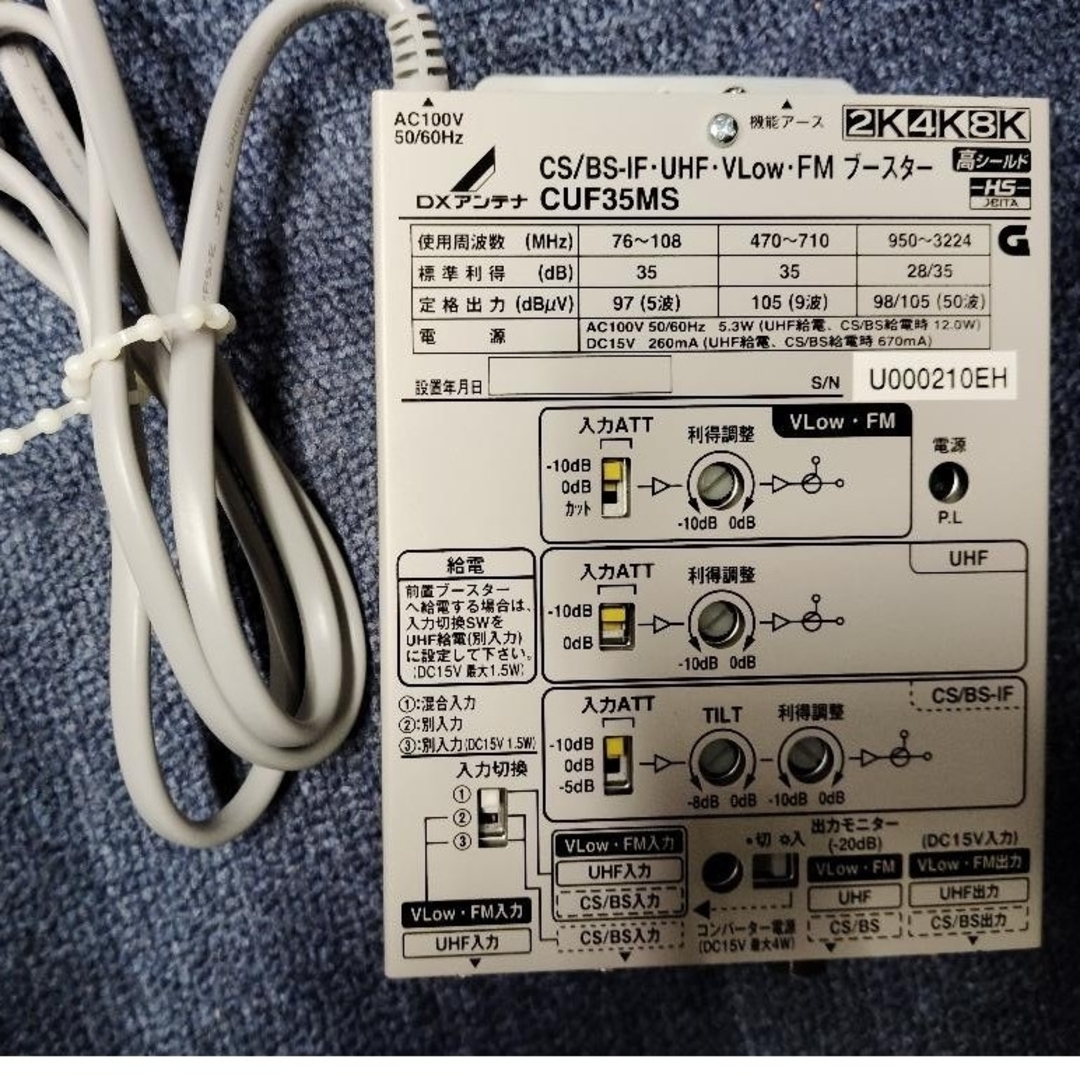 AC100V
50/60Hz
機能アース
2K4K8K
CS/BS-IF・UHF・VLow・FM ブースター
高シールド
DXアンテナ CUF35MS
HS
JEITA
G
使用周波数 (MHz) 76～108 470～710 950～3224
標準利得 (dB) 35 35 28/35
定格出力 (dBμV) 97 (5波) 105 (9波) 98/105 (50波)
電源 AC100V 50/60Hz 5.3W (UHF給電、CS/BS給電時 12.0W)
DC15V 260mA (UHF給電、CS/BS給電時 670mA)
設置年月日
S/N U000210EH
VLow・FM
入力ATT
利得調整
-10dB
0dB
カット
-10dB 0dB
電源
P.L
UHF
入力ATT
利得調整
-10dB
0dB
-10dB 0dB
給電
前置ブースター
へ給電する場合は、
入力切換SWを
UHF給電(別入力)
に設定して下さい。
(DC15V 最大1.5W)
CS/BS-IF
入力ATT
TILT
利得調整
-10dB
0dB
-5dB
-8dB 0dB
-10dB 0dB
①:混合入力
②:別入力
③:別入力(DC15V 1.5W)
入力切換
①
②
③
VLow・FM入力
UHF入力
VLow・FM入力
UHF入力
CS/BS入力
CS/BS入力
切 入
コンバーター電源
(DC15V 最大4W)
出力モニター
(-20dB)
VLow・FM
UHF
CS/BS
(DC15V入力)
VLow・FM出力
UHF出力
CS/BS出力